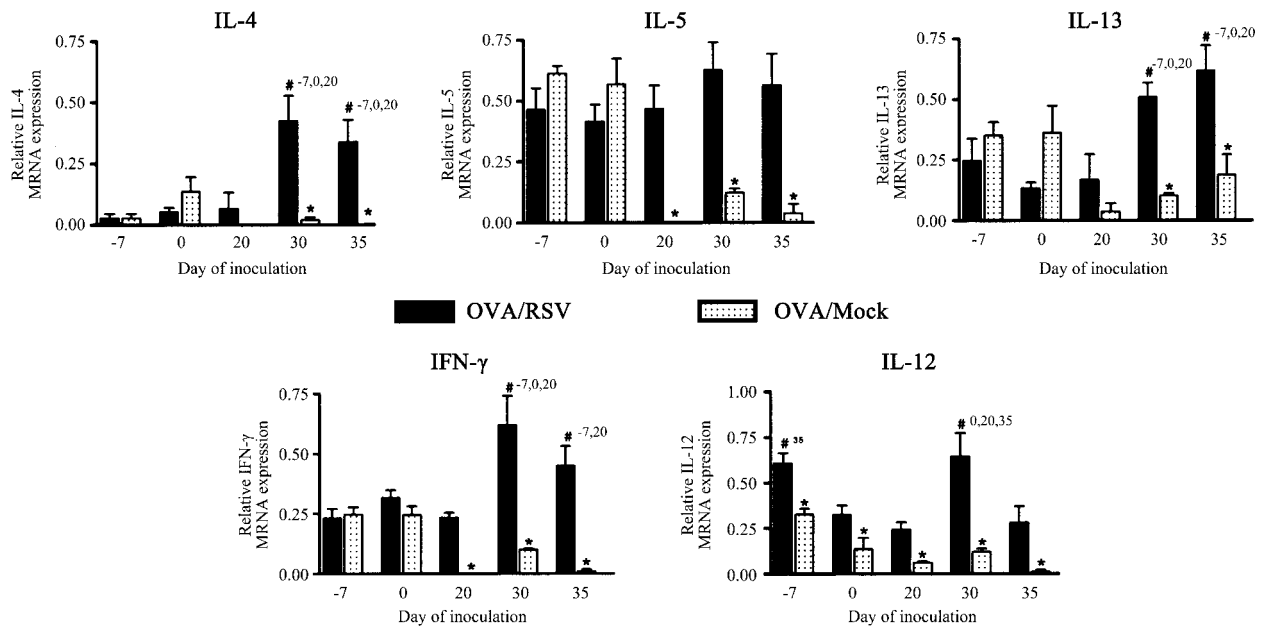 IL-4
Relative IL-4
MRNA expression
0.75
0.50
0.25
0.00
# -7,0,20
# -7,0,20
*
*
-7 0 20 30 35
Day of inoculation
IL-5
Relative IL-5
MRNA expression
0.75
0.50
0.25
0.00
*
*
*
-7 0 20 30 35
Day of inoculation
IL-13
Relative IL-13
MRNA expression
0.75
0.50
0.25
0.00
# -7,0,20
# -7,0,20
*
*
-7 0 20 30 35
Day of inoculation
OVA/RSV OVA/Mock
IFN-γ
Relative IFN-γ
MRNA expression
0.75
0.50
0.25
0.00
# -7,0,20
# -7,20
*
*
*
-7 0 20 30 35
Day of inoculation
IL-12
Relative IL-12
MRNA expression
1.00
0.75
0.50
0.25
0.00
# 35
# 0,20,35
*
*
*
*
*
-7 0 20 30 35
Day of inoculation